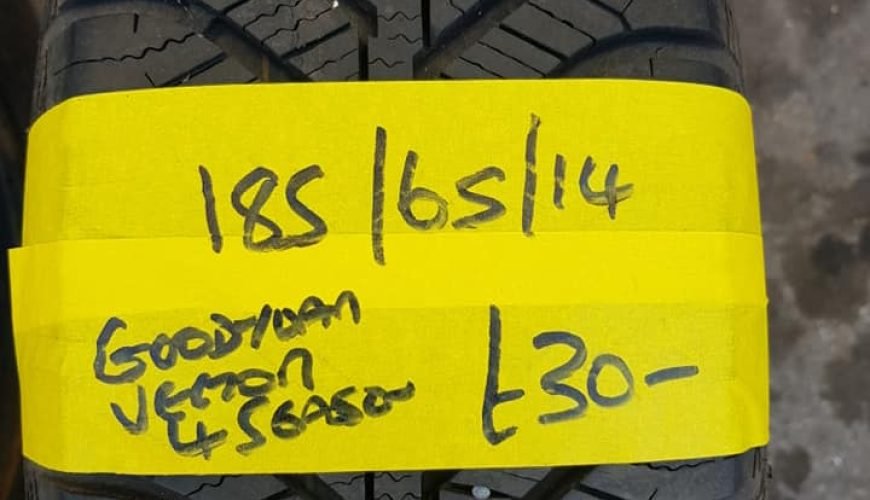 185/65/14
GOODYEAR
VECTOR
4 SEASON
£30-